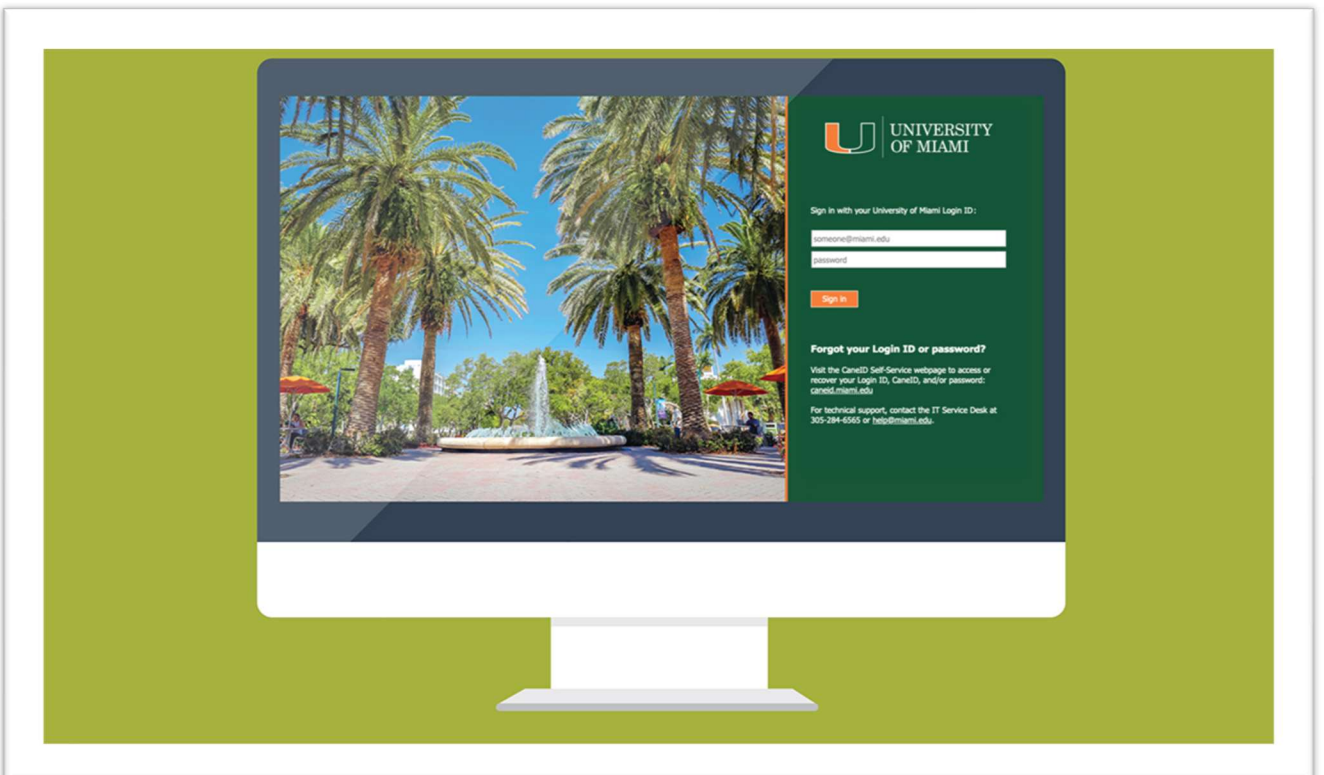 UNIVERSITY
OF MIAMI
Sign in with your University of Miami Login ID:
someone@miami.edu
password
Sign in
Forgot your Login ID or password?
Visit the CaneID Self-Service webpage to access or
recover your Login ID, CaneID, and/or password:
caneid.miami.edu
For technical support, contact the IT Service Desk at
305-284-6565 or help@miami.edu.